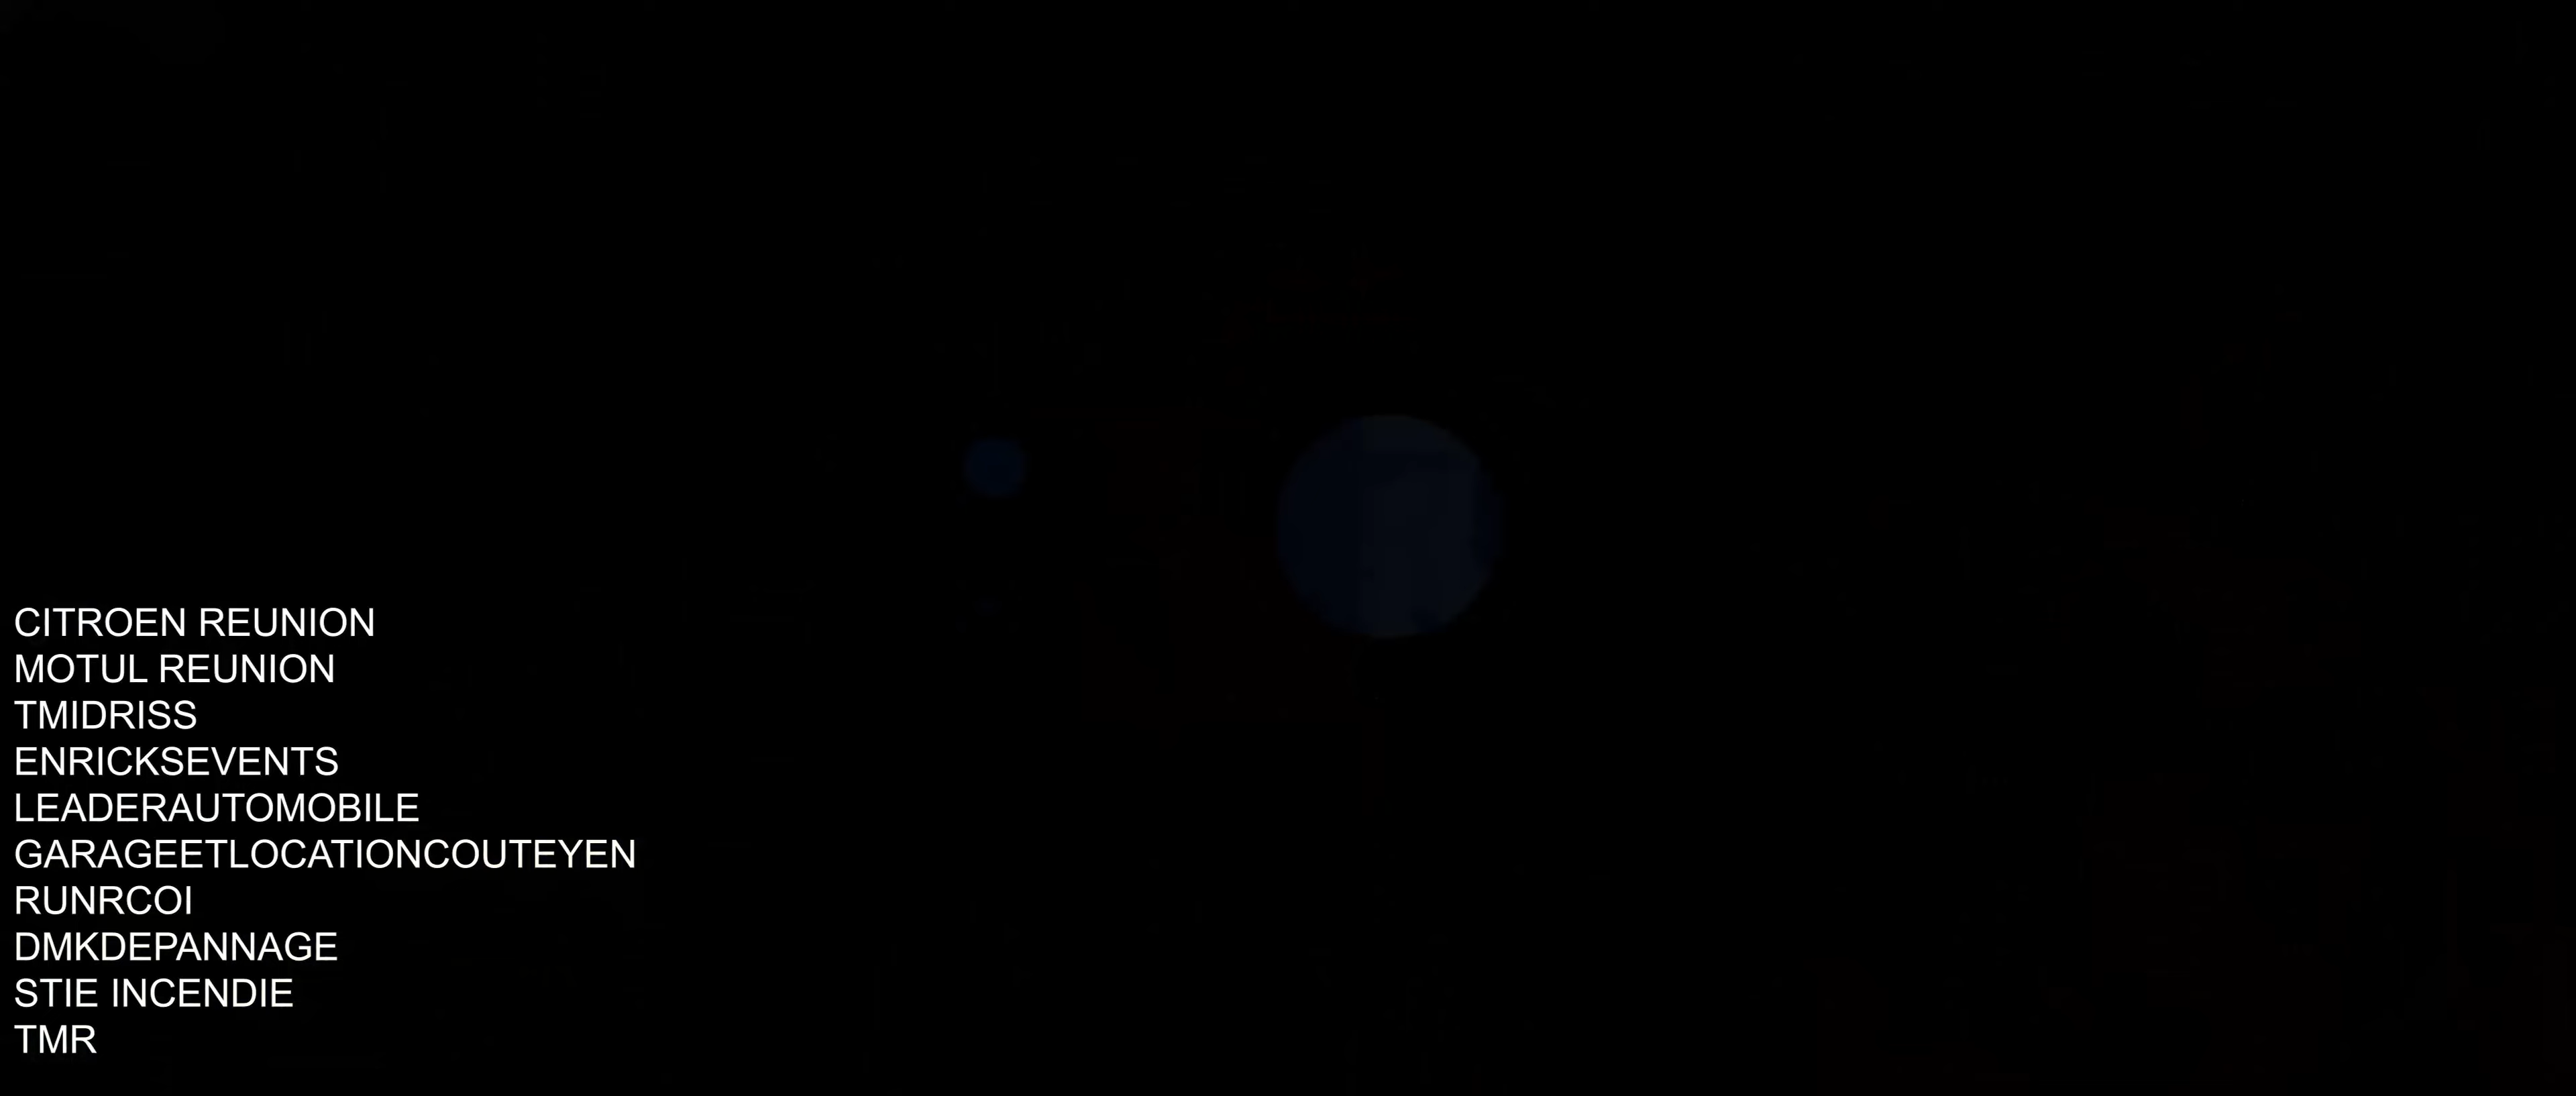 CITROEN REUNION
MOTUL REUNION
TMIDRISS
ENRICKSEVENTS
LEADERAUTOMOBILE
GARAGEETLOCATIONCOUTEYEN
RUNRCOI
DMKDEPANNAGE
STIE INCENDIE
TMR